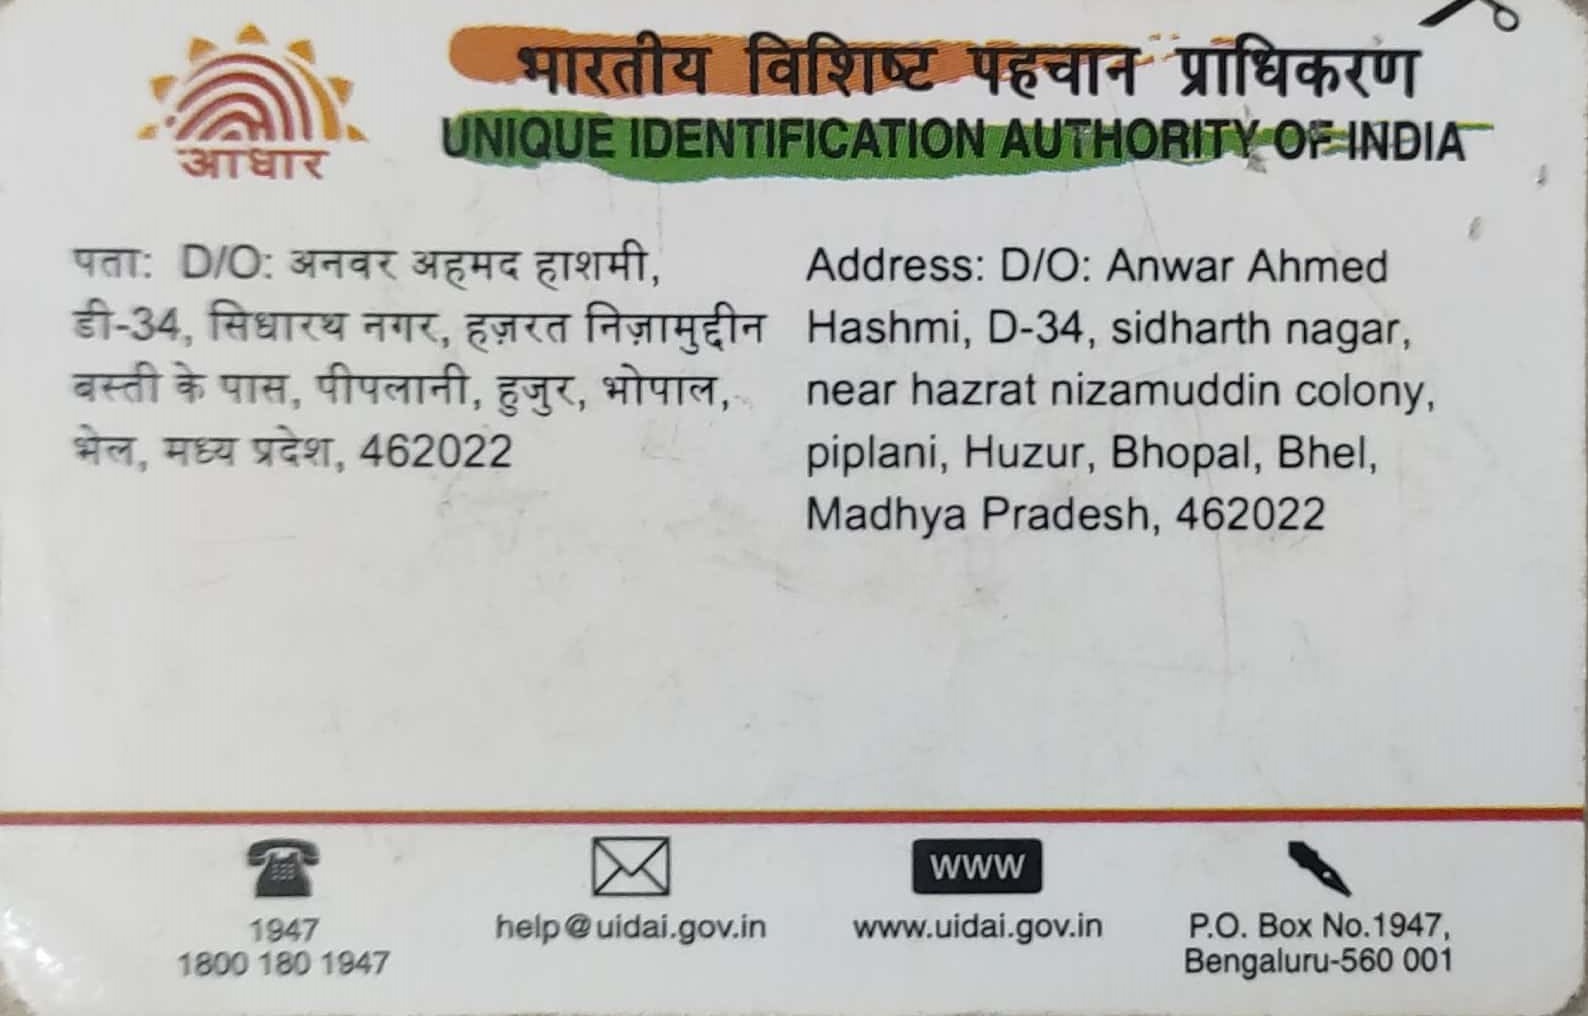 आधार
भारतीय विशिष्ट पहचान प्राधिकरण
UNIQUE IDENTIFICATION AUTHORITY OF INDIA
पता: D/O: अनवर अहमद हाशमी,
डी-34, सिधारथ नगर, हज़रत निज़ामुद्दीन
बस्ती के पास, पीपलानी, हुजुर, भोपाल,
भेल, मध्य प्रदेश, 462022
Address: D/O: Anwar Ahmed
Hashmi, D-34, sidharth nagar,
near hazrat nizamuddin colony,
piplani, Huzur, Bhopal, Bhel,
Madhya Pradesh, 462022
1947
1800 180 1947
help@uidai.gov.in
www
www.uidai.gov.in
P.O. Box No.1947,
Bengaluru-560 001